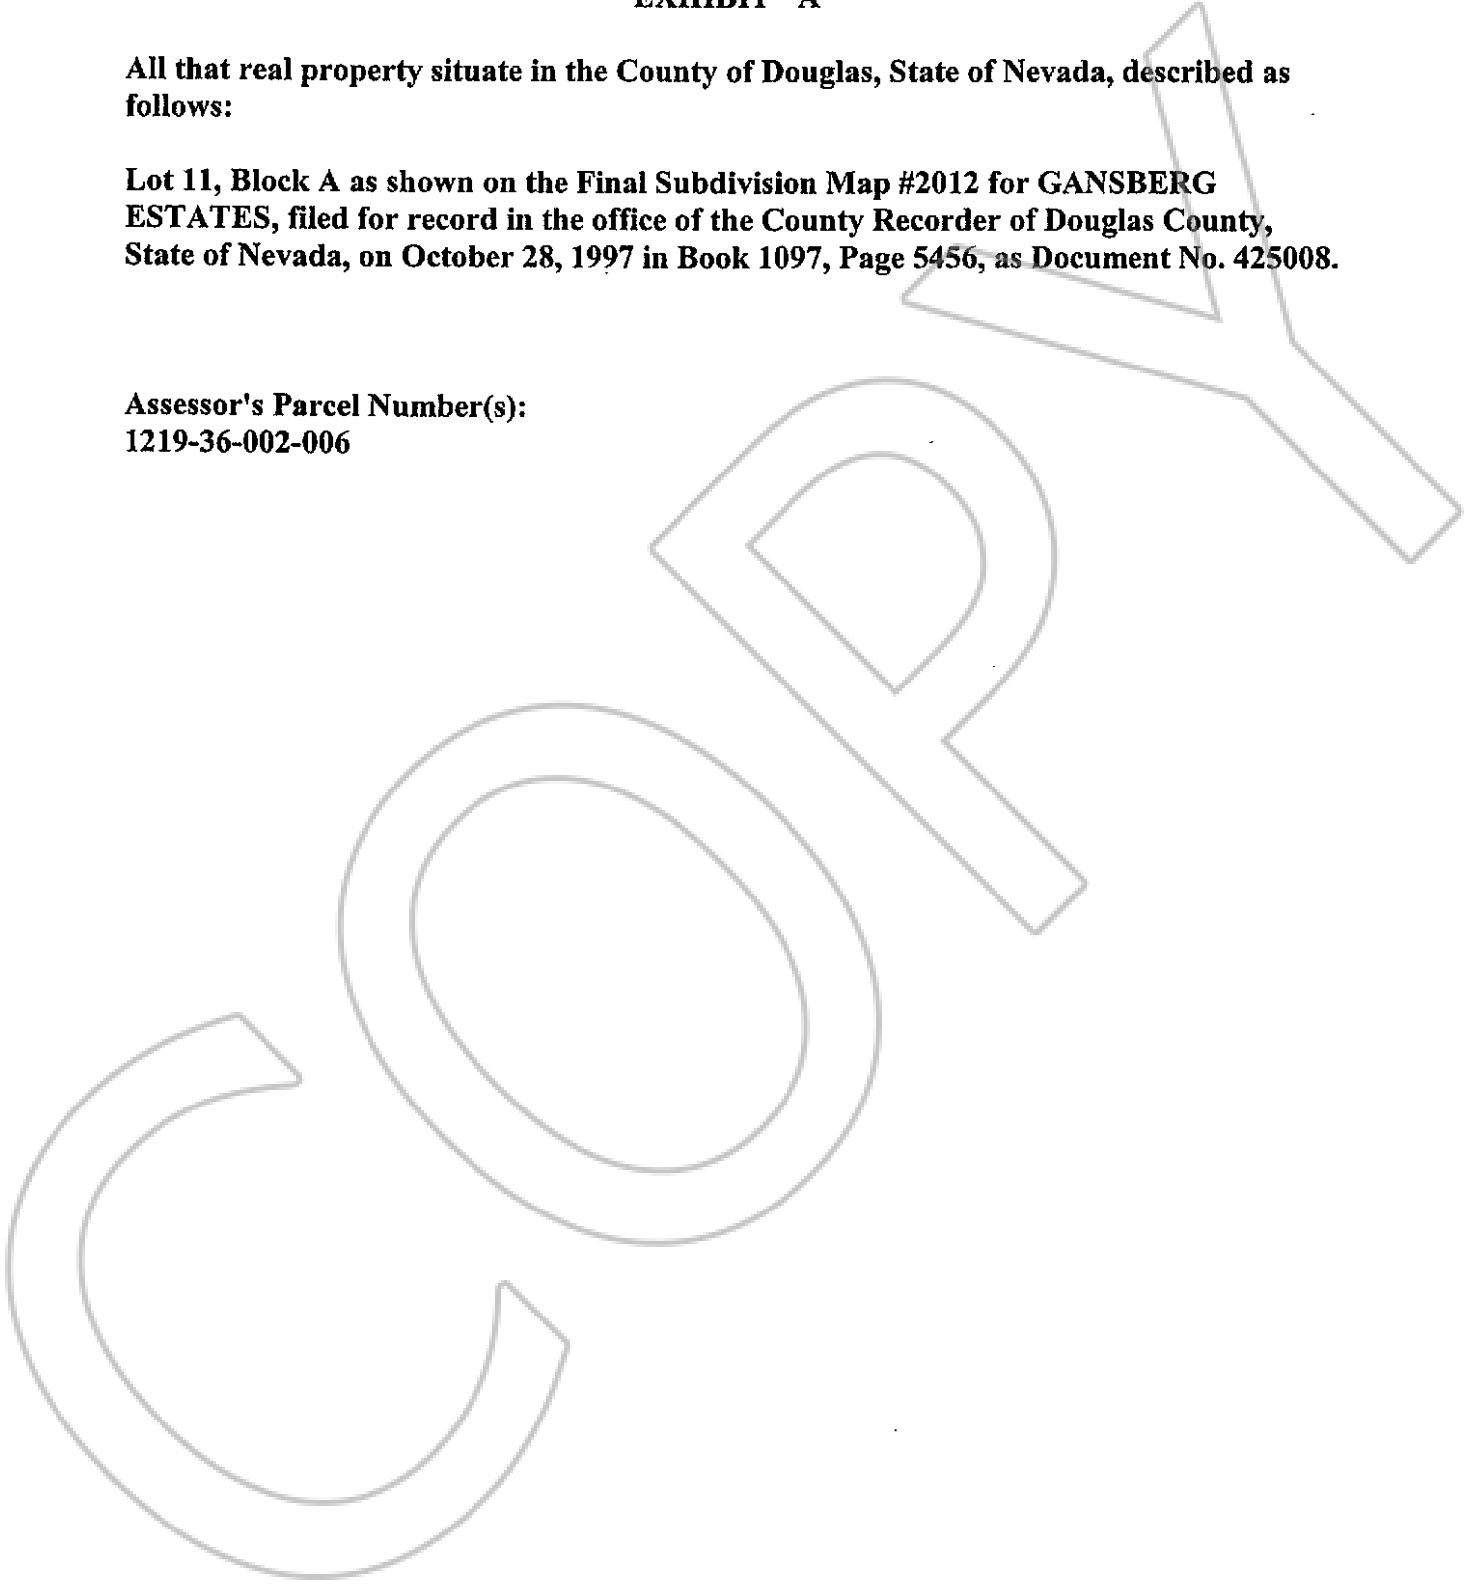 EXHIBIT "A"
All that real property situate in the County of Douglas, State of Nevada, described as
follows:
Lot 11, Block A as shown on the Final Subdivision Map #2012 for GANSBERG
ESTATES, filed for record in the office of the County Recorder of Douglas County,
State of Nevada, on October 28, 1997 in Book 1097, Page 5456, as Document No. 425008.
Assessor's Parcel Number(s):
1219-36-002-006
COPY